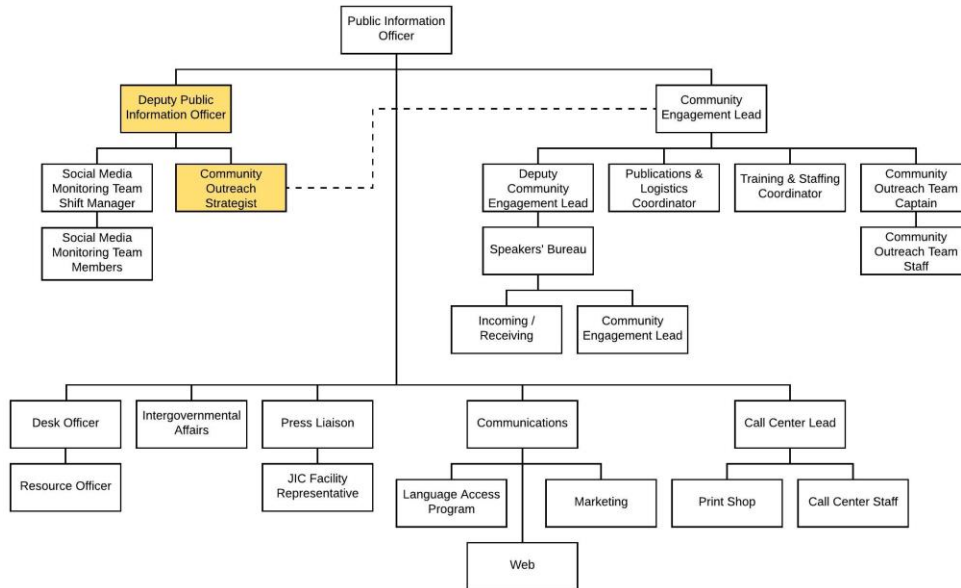 Public Information
Officer
Deputy Public
Information Officer
Community
Engagement Lead
Social Media
Monitoring Team
Shift Manager
Community
Outreach
Strategist
Deputy
Community
Engagement Lead
Publications &
Logistics
Coordinator
Training & Staffing
Coordinator
Community
Outreach Team
Captain
Social Media
Monitoring Team
Members
Speakers' Bureau
Community
Outreach Team
Staff
Incoming /
Receiving
Community
Engagement Lead
Desk Officer
Intergovernmental
Affairs
Press Liaison
Communications
Call Center Lead
Resource Officer
JIC Facility
Representative
Language Access
Program
Marketing
Print Shop
Call Center Staff
Web